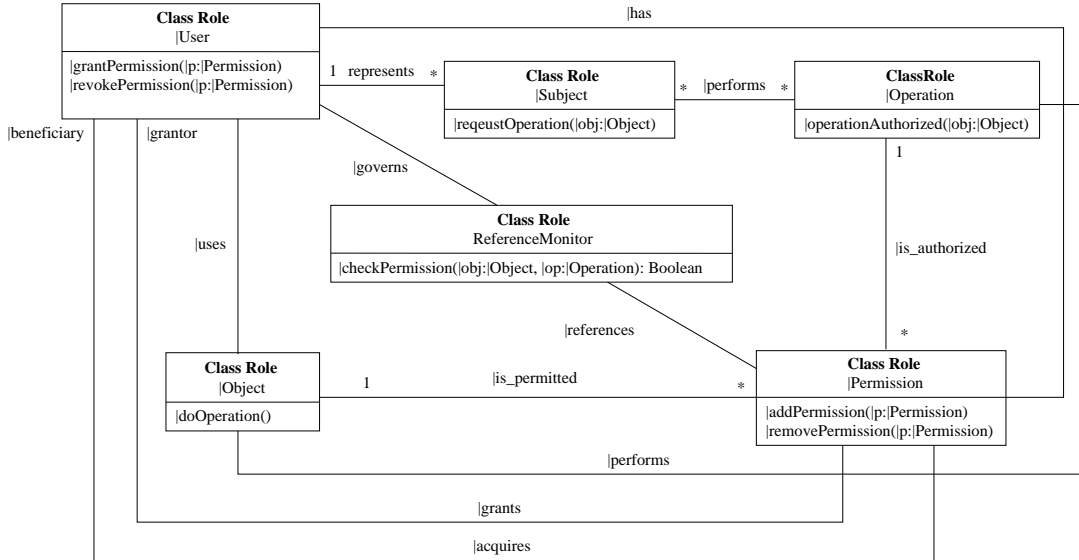 |has
Class Role
|User
|grantPermission(|p:|Permission)
|revokePermission(|p:|Permission)
1 represents *
Class Role
|Subject
|reqeustOperation(|obj:|Object)
* |performs *
ClassRole
|Operation
|operationAuthorized(|obj:|Object)
|beneficiary
|grantor
1
|governs
|uses
Class Role
ReferenceMonitor
|checkPermission(|obj:|Object, |op:|Operation): Boolean
|is_authorized
|references
*
Class Role
|Object
|doOperation()
1 |is_permitted *
Class Role
|Permission
|addPermission(|p:|Permission)
|removePermission(|p:|Permission)
|performs
|grants
|acquires